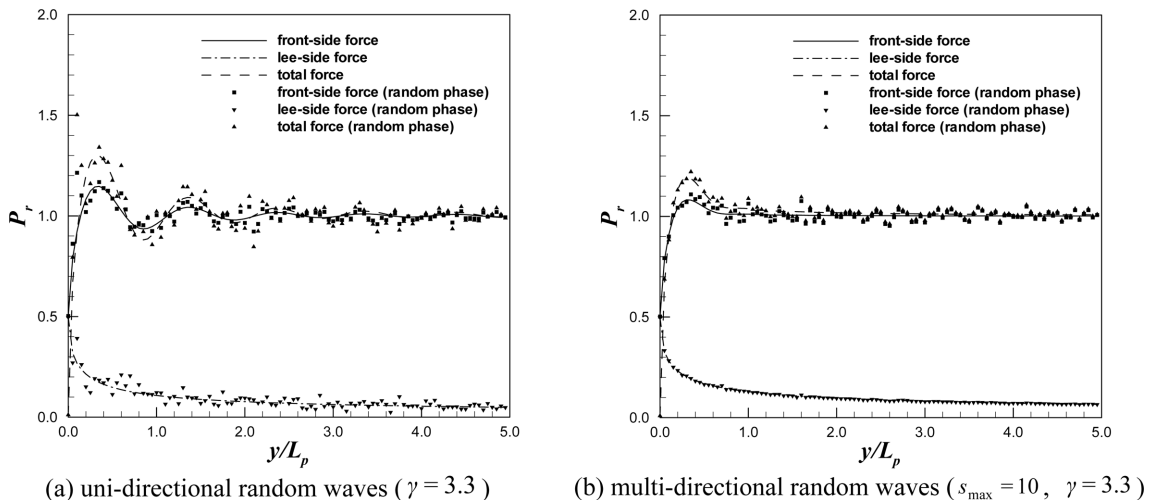 2.0
1.5
1.0
0.5
0.0
P_r
front-side force
lee-side force
total force
front-side force (random phase)
lee-side force (random phase)
total force (random phase)
0.0 1.0 2.0 3.0 4.0 5.0
y/L_p
(a) uni-directional random waves ( γ = 3.3 )
2.0
1.5
1.0
0.5
0.0
P_r
front-side force
lee-side force
total force
front-side force (random phase)
lee-side force (random phase)
total force (random phase)
0.0 1.0 2.0 3.0 4.0 5.0
y/L_p
(b) multi-directional random waves ( s_max = 10 , γ = 3.3 )